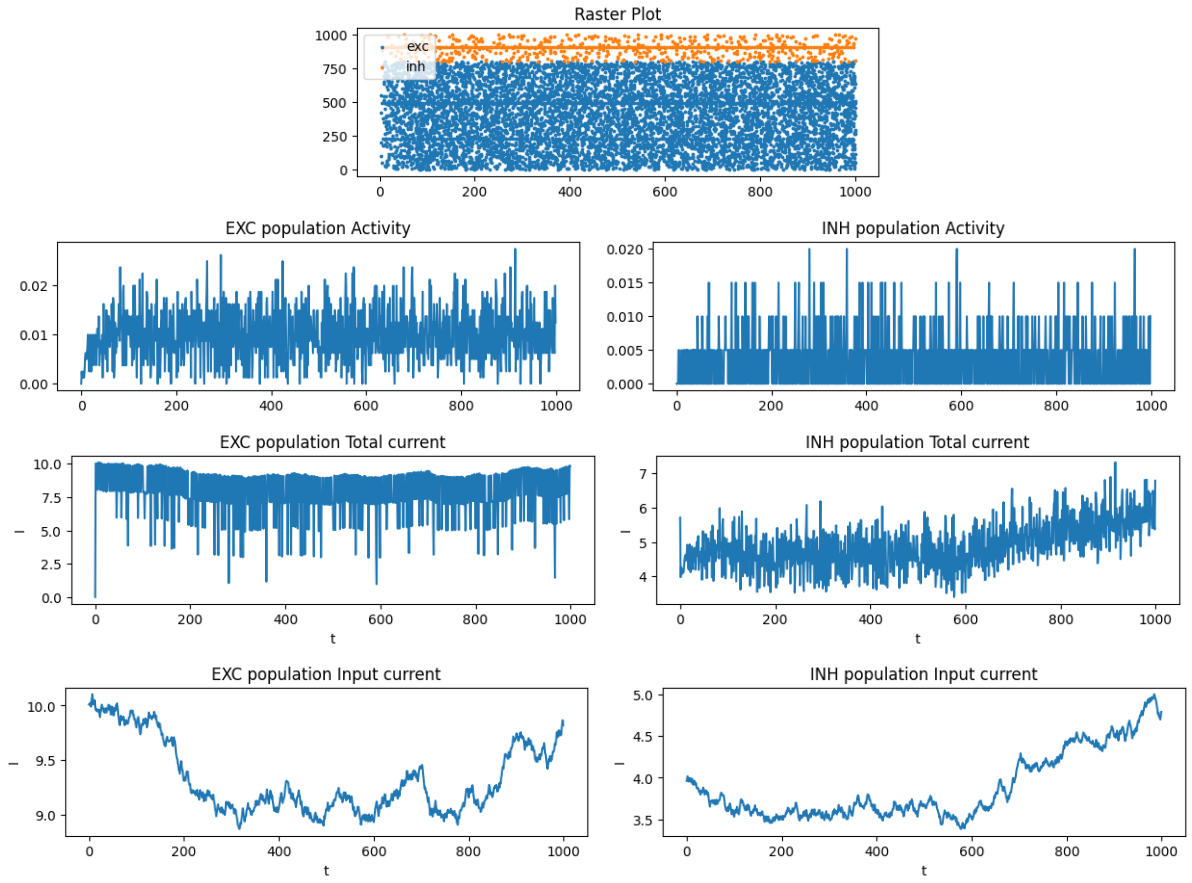 Raster Plot
1000
750
500
250
0
exc
inh
0 200 400 600 800 1000
EXC population Activity
0.02
0.01
0.00
0 200 400 600 800 1000
INH population Activity
0.020
0.015
0.010
0.005
0.000
0 200 400 600 800 1000
EXC population Total current
10.0
7.5
5.0
2.5
0.0
I
0 200 400 600 800 1000
t
INH population Total current
7
6
5
4
I
0 200 400 600 800 1000
t
EXC population Input current
10.0
9.5
9.0
I
0 200 400 600 800 1000
t
INH population Input current
5.0
4.5
4.0
3.5
I
0 200 400 600 800 1000
t